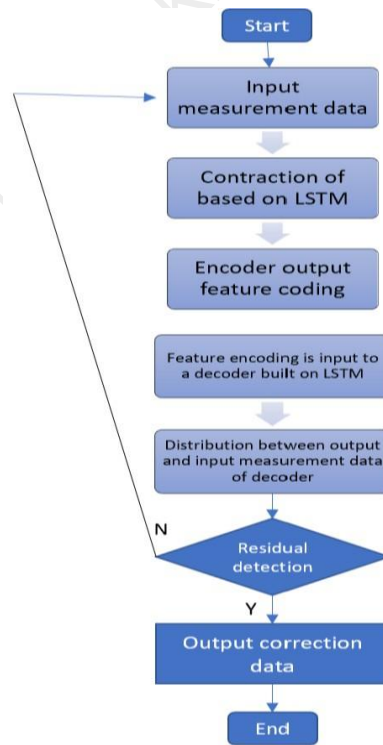 Start
Input
measurement data
Contraction of
based on LSTM
Encoder output
feature coding
Feature encoding is input to
a decoder built on LSTM
Distribution between output
and input measurement data
of decoder
N
Residual
detection
Y
Output correction
data
End